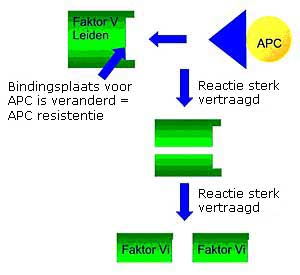 Faktor V
Leiden
APC
Bindingsplaats voor
APC is veranderd =
APC resistentie
Reactie sterk
vertraagd
Reactie sterk
vertraagd
Faktor Vi
Faktor Vi